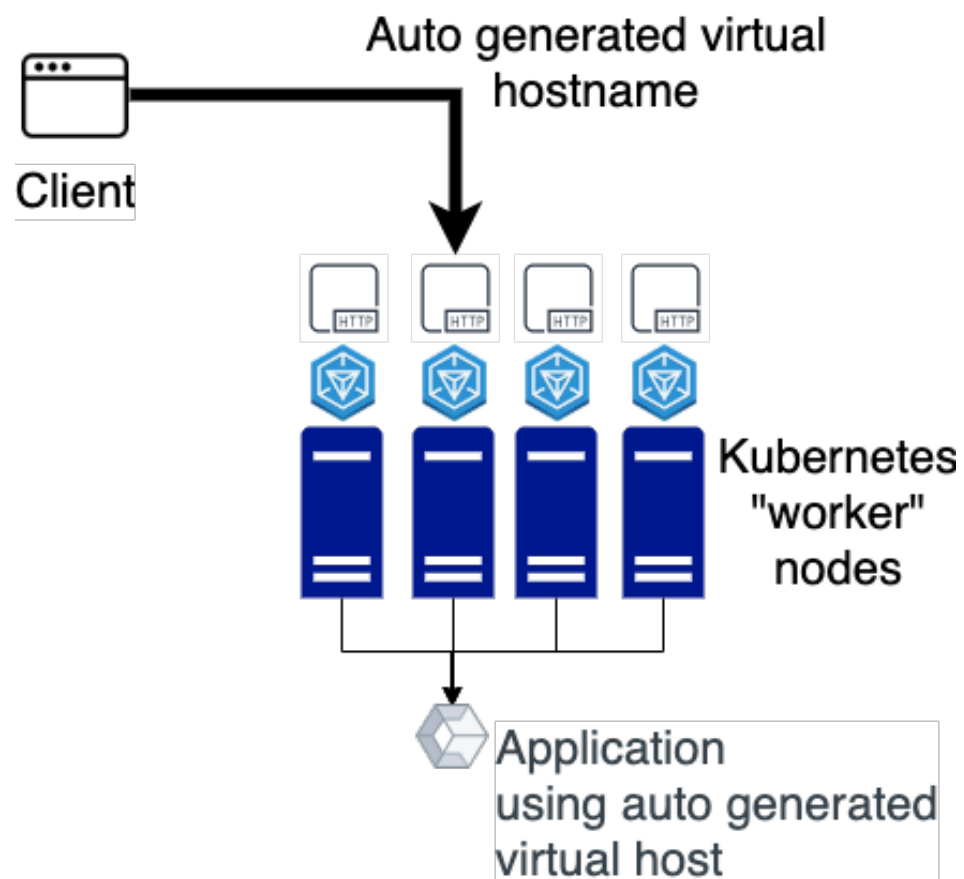 Auto generated virtual
hostname
Client
HTTP
HTTP
HTTP
HTTP
Kubernetes
"worker"
nodes
Application
using auto generated
virtual host